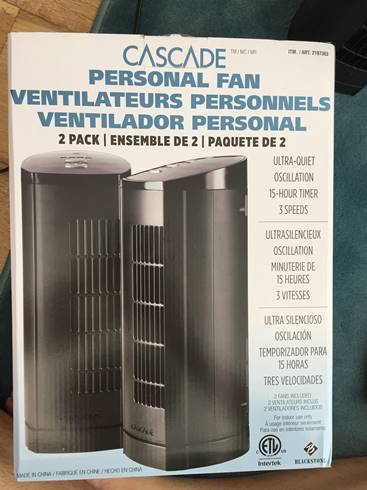 ITM. / ART. 2187303
CASCADE TM / MC / MR
PERSONAL FAN
VENTILATEURS PERSONNELS
VENTILADOR PERSONAL
2 PACK | ENSEMBLE DE 2 | PAQUETE DE 2
ULTRA-QUIET
OSCILLATION
15-HOUR TIMER
3 SPEEDS
ULTRASILENCIEUX
OSCILLATION
MINUTERIE DE
15 HEURES
3 VITESSES
ULTRA SILENCIOSO
OSCILACIÓN
TEMPORIZADOR PARA
15 HORAS
TRES VELOCIDADES
2 FANS INCLUDED
2 VENTILATEURS INCLUS
2 VENTILADORES INCLUIDOS
For indoor use only
À usage intérieur seulement
Para uso en interiores solamente
CASCADE
ETL
Intertek
BLACKSTONE
MADE IN CHINA / FABRIQUÉ EN CHINE / HECHO EN CHINA